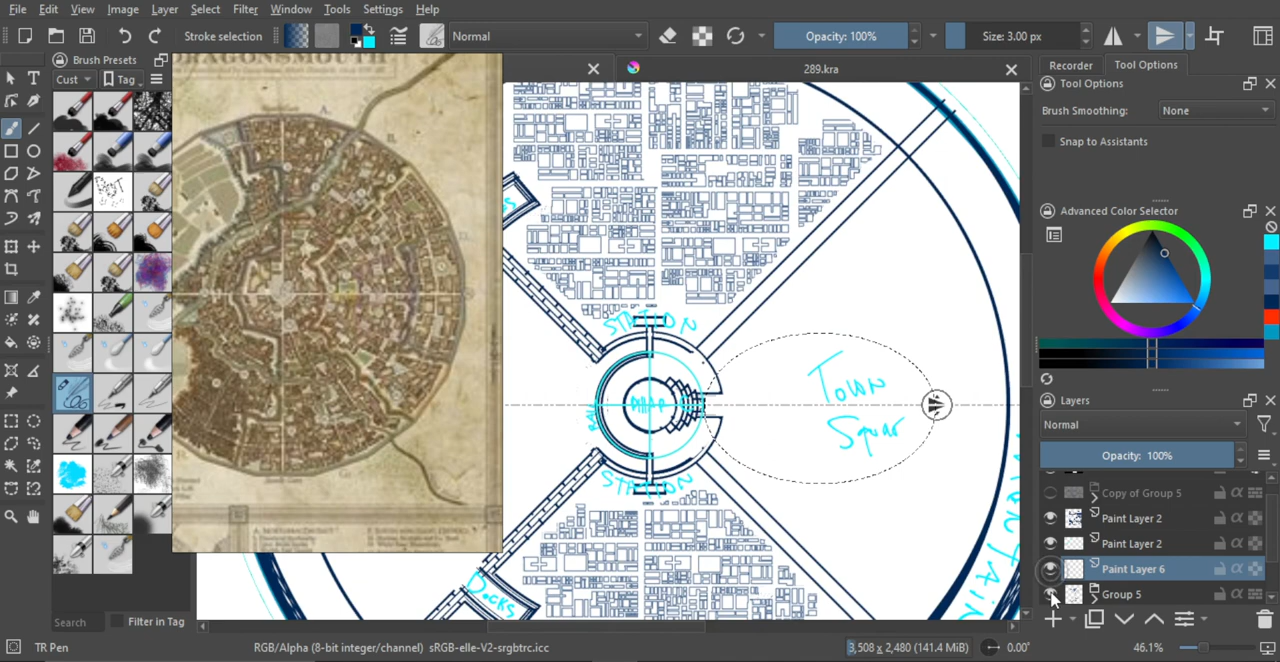 File Edit View Image Layer Select Filter Window Tools Settings Help
Stroke selection Normal Opacity: 100% Size: 3.00 px
Brush Presets
Cust Tag
289.kra
Recorder Tool Options
Tool Options
Brush Smoothing: None
Snap to Assistants
Advanced Color Selector
Layers
Normal
Opacity: 100%
Copy of Group 5
Paint Layer 2
Paint Layer 2
Paint Layer 6
Group 5
DRAGONSMOUTH
A.
B.
STATION
Town
Squar
STATION
Docks
Search Filter in Tag
TR Pen RGB/Alpha (8-bit integer/channel) sRGB-elle-V2-srgbtrc.icc 3,508 x 2,480 (141.4 MiB) 0.00° 46.1%